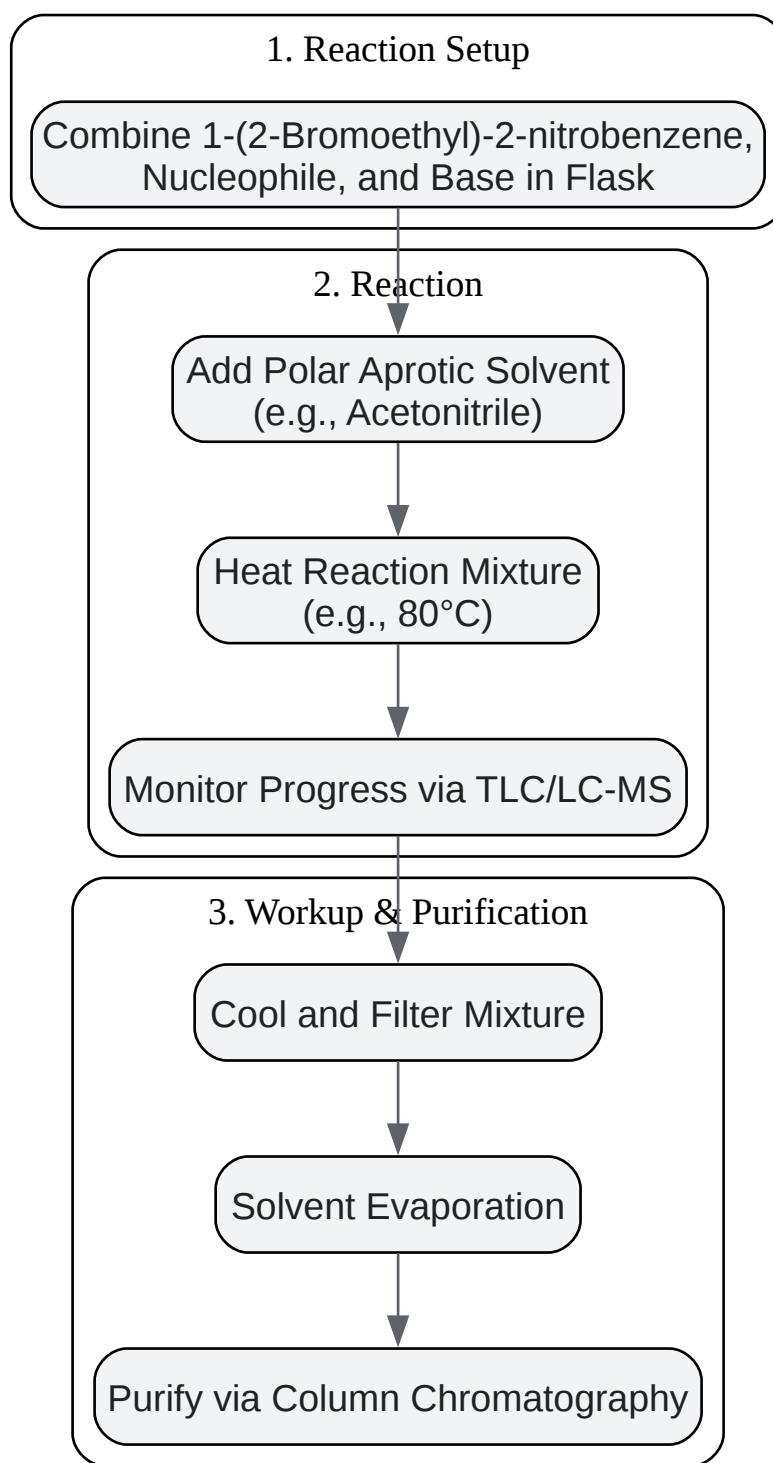 1. Reaction Setup
Combine 1-(2-Bromoethyl)-2-nitrobenzene,
Nucleophile, and Base in Flask
2. Reaction
Add Polar Aprotic Solvent
(e.g., Acetonitrile)
Heat Reaction Mixture
(e.g., 80°C)
Monitor Progress via TLC/LC-MS
3. Workup & Purification
Cool and Filter Mixture
Solvent Evaporation
Purify via Column Chromatography